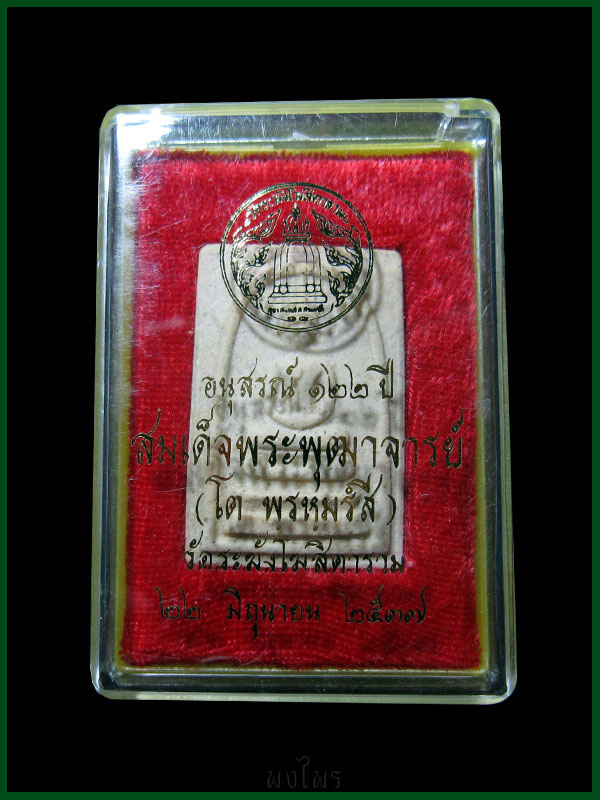 อนุสรณ์ ๑๒๒ ปี
สมเด็จพระพุฒาจารย์
(โต พรหมรํสี)
วัดระฆังโฆสิตาราม
๒๒ มิถุนายน ๒๕๓๗
พงไพร